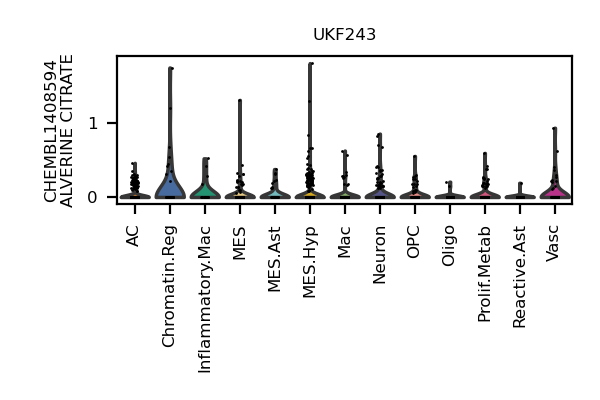 UKF243
CHEMBL1408594
ALVERINE CITRATE
1
0
AC
Chromatin.Reg
Inflammatory.Mac
MES
MES.Ast
MES.Hyp
Mac
Neuron
OPC
Oligo
Prolif.Metab
Reactive.Ast
Vasc